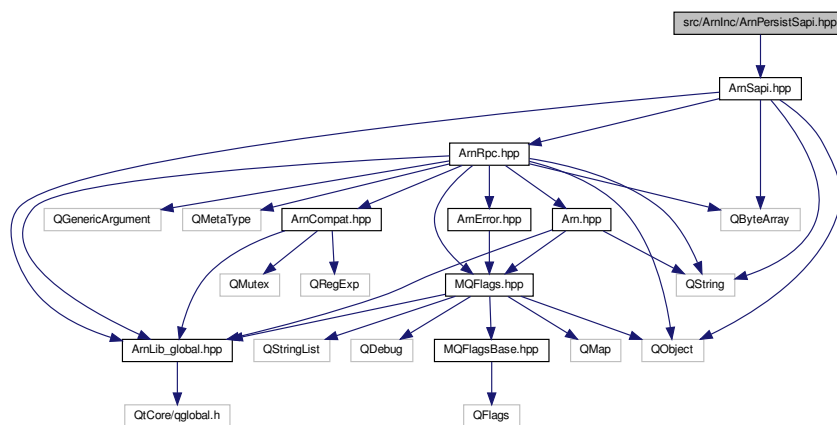 src/ArnInc/ArnPersistSapi.hpp
ArnSapi.hpp
ArnRpc.hpp
QGenericArgument
QMetaType
ArnCompat.hpp
ArnError.hpp
Arn.hpp
QByteArray
QMutex
QRegExp
MQFlags.hpp
QString
ArnLib_global.hpp
QStringList
QDebug
MQFlagsBase.hpp
QMap
QObject
QtCore/qglobal.h
QFlags